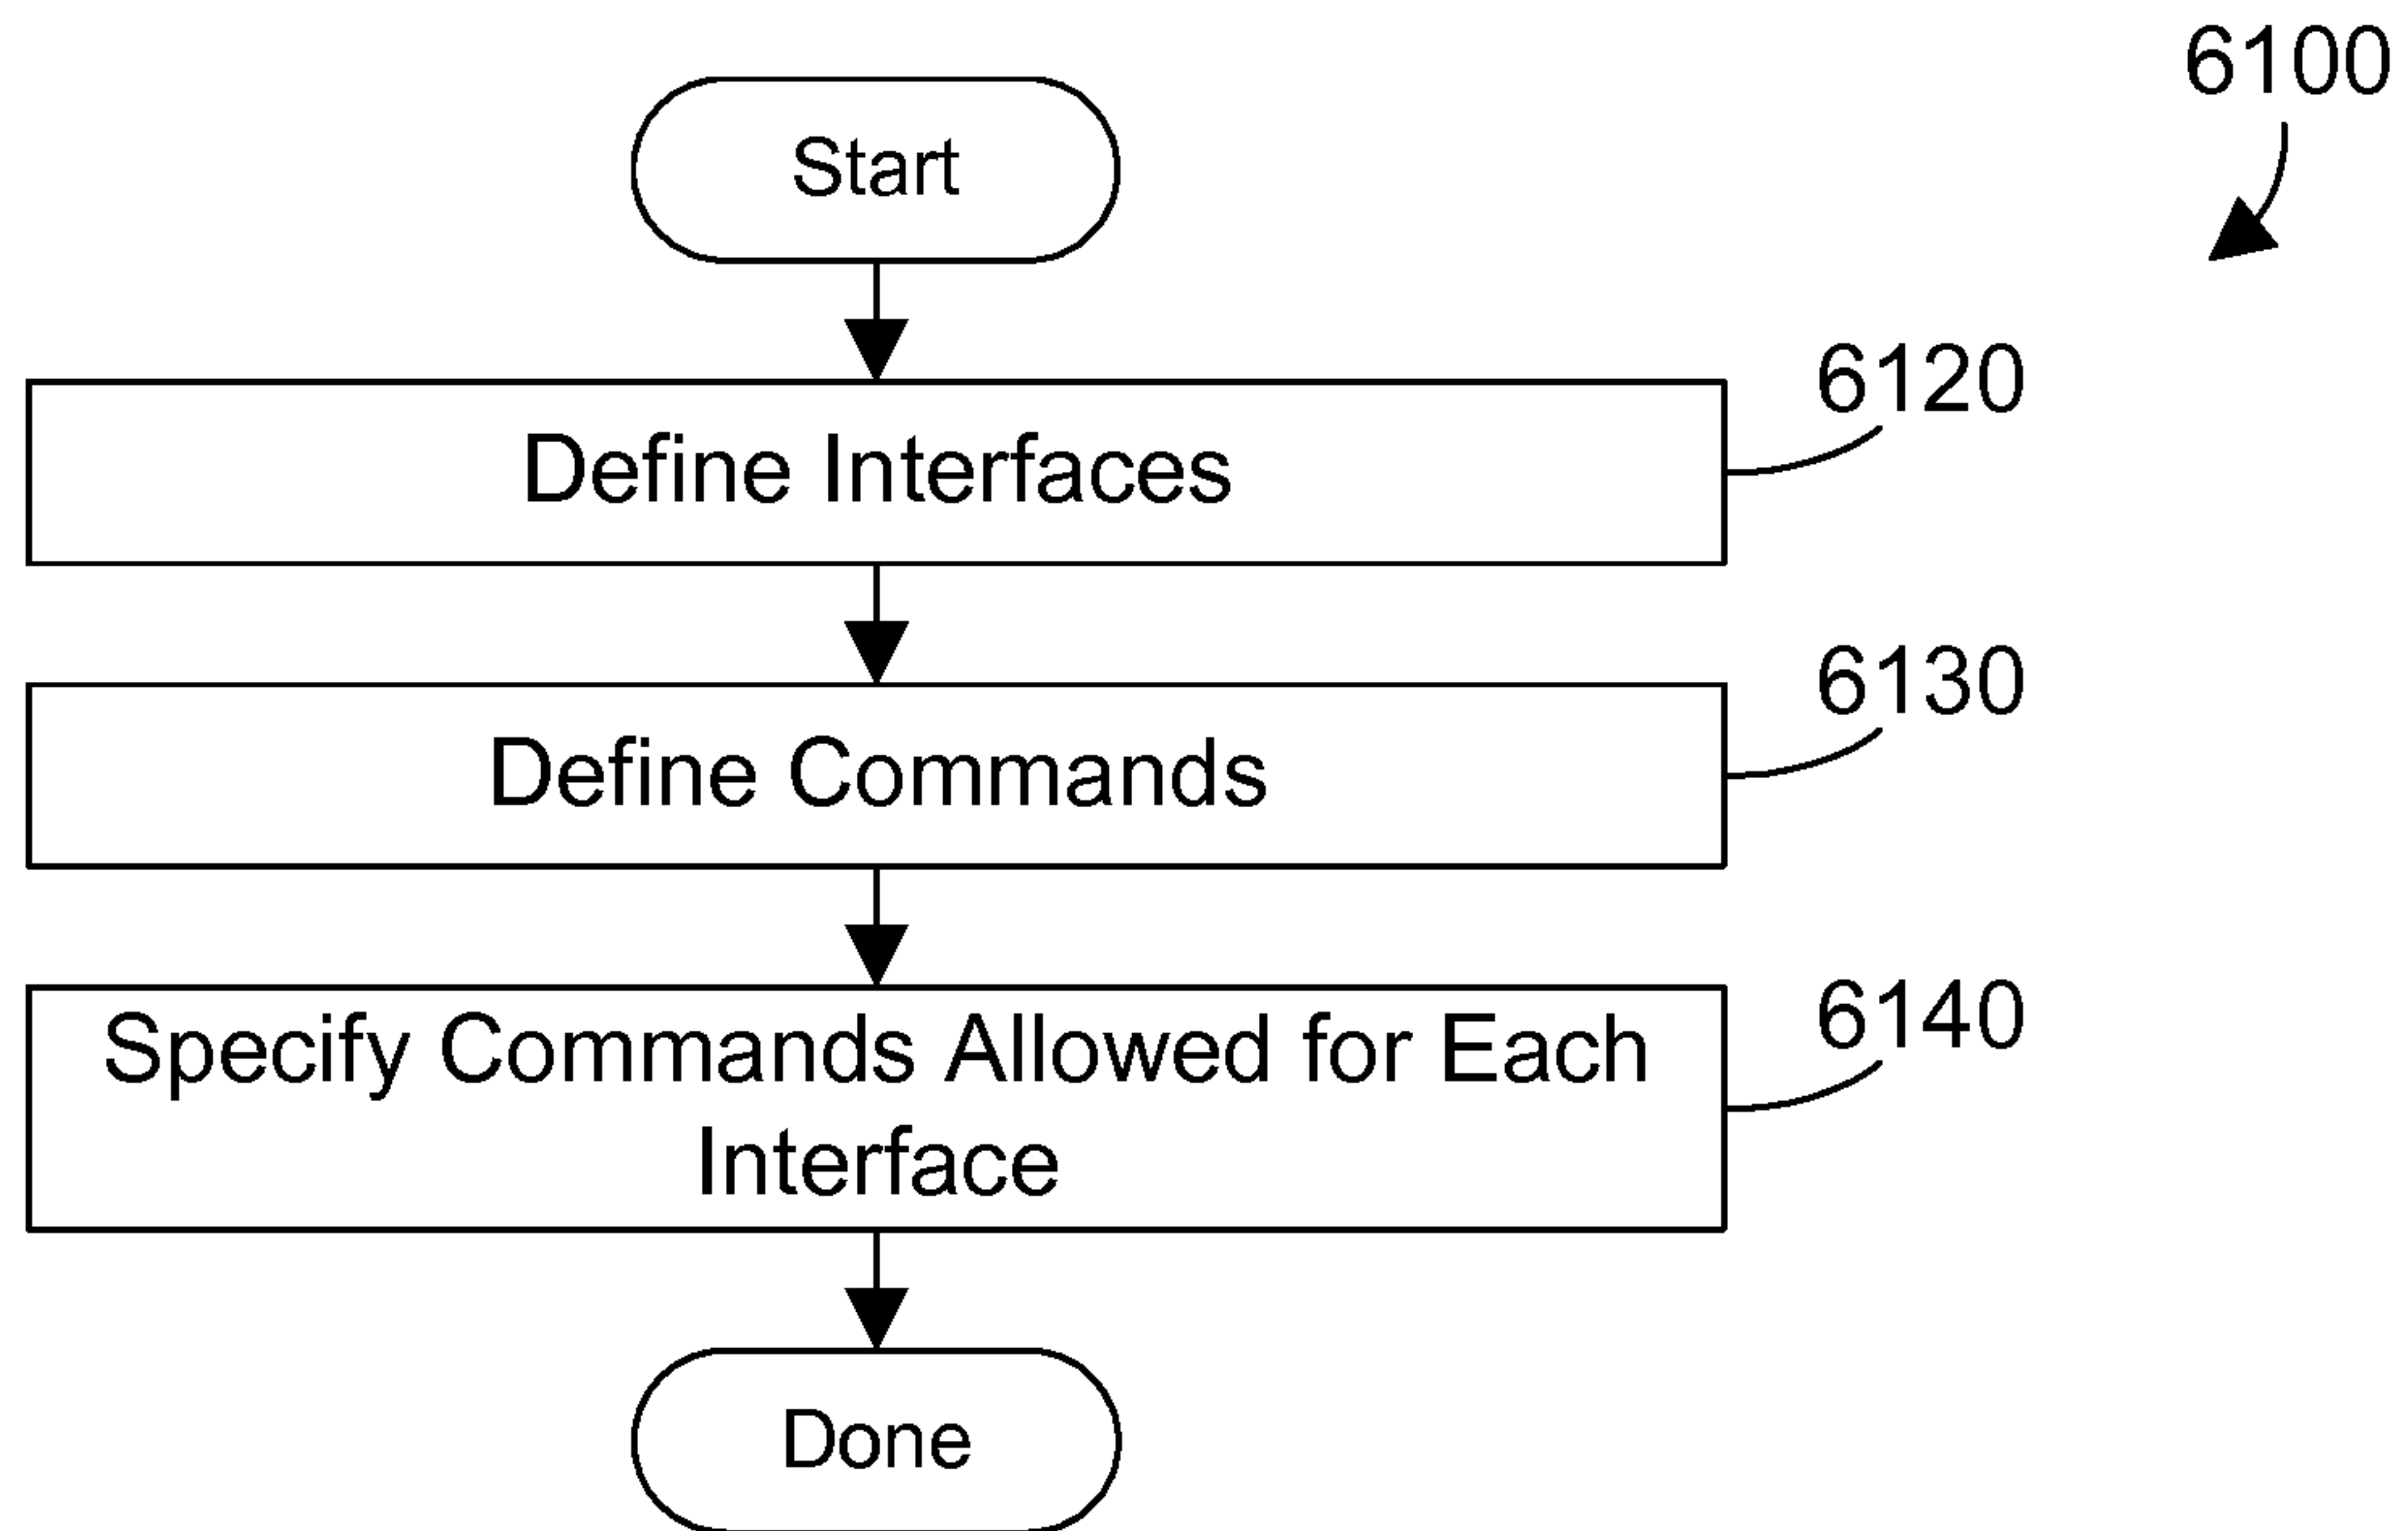 6100
Start
Define Interfaces
6120
Define Commands
6130
Specify Commands Allowed for Each
Interface
6140
Done